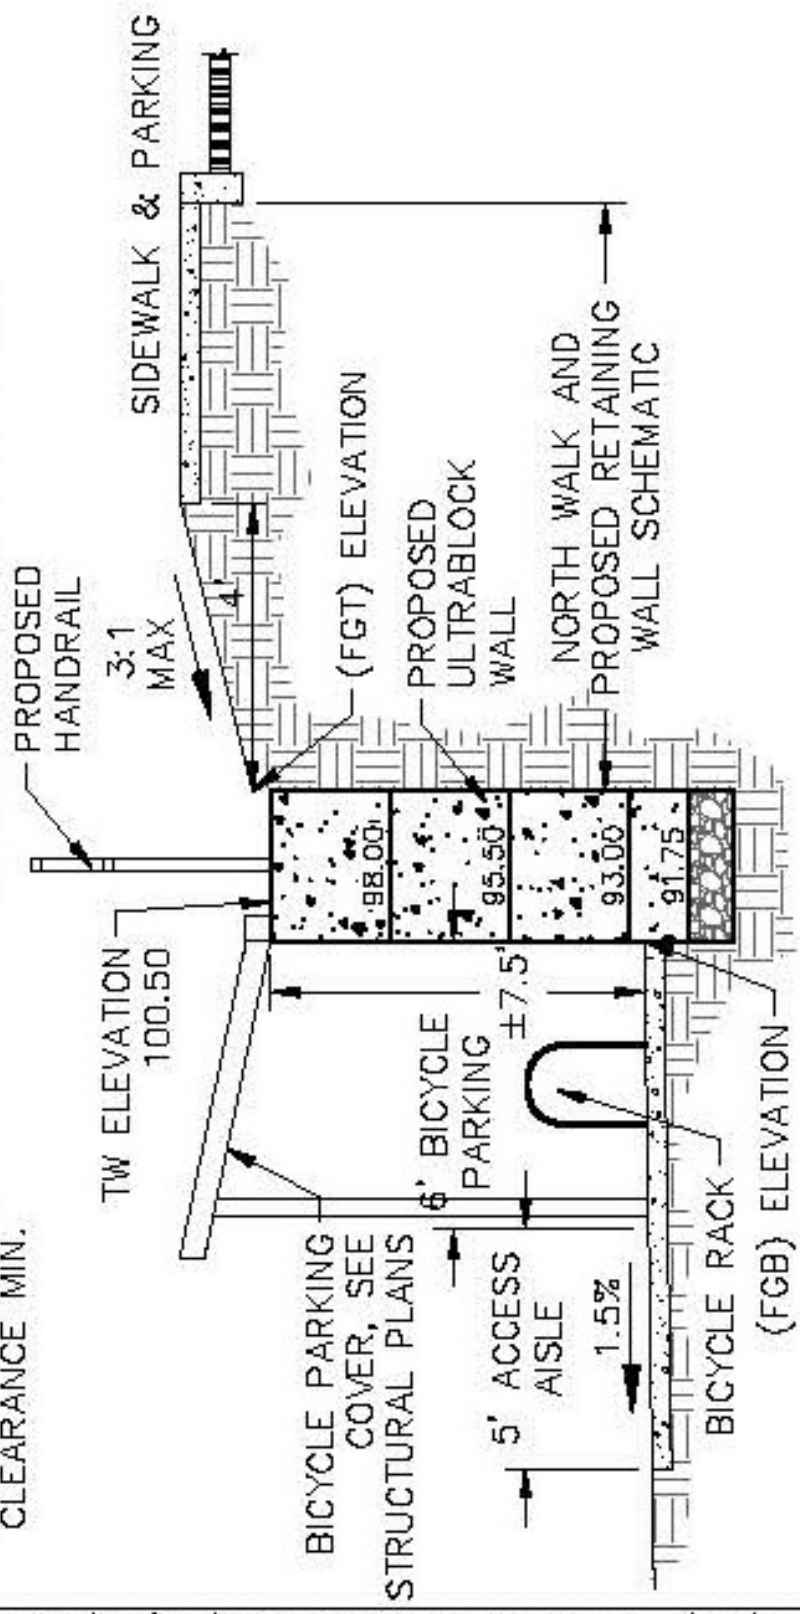 CLEARANCE MIN.
PROPOSED
HANDRAIL
SIDEWALK & PARKING
3:1
MAX
4'
TW ELEVATION
100.50
(FGT) ELEVATION
PROPOSED
ULTRABLOCK
WALL
NORTH WALK AND
PROPOSED RETAINING
WALL SCHEMATIC
98.00
95.50
93.00
91.75
±7.5'
BICYCLE PARKING
COVER, SEE
STRUCTURAL PLANS
6' BICYCLE
PARKING
5' ACCESS
AISLE
1.5%
BICYCLE RACK
(FGB) ELEVATION